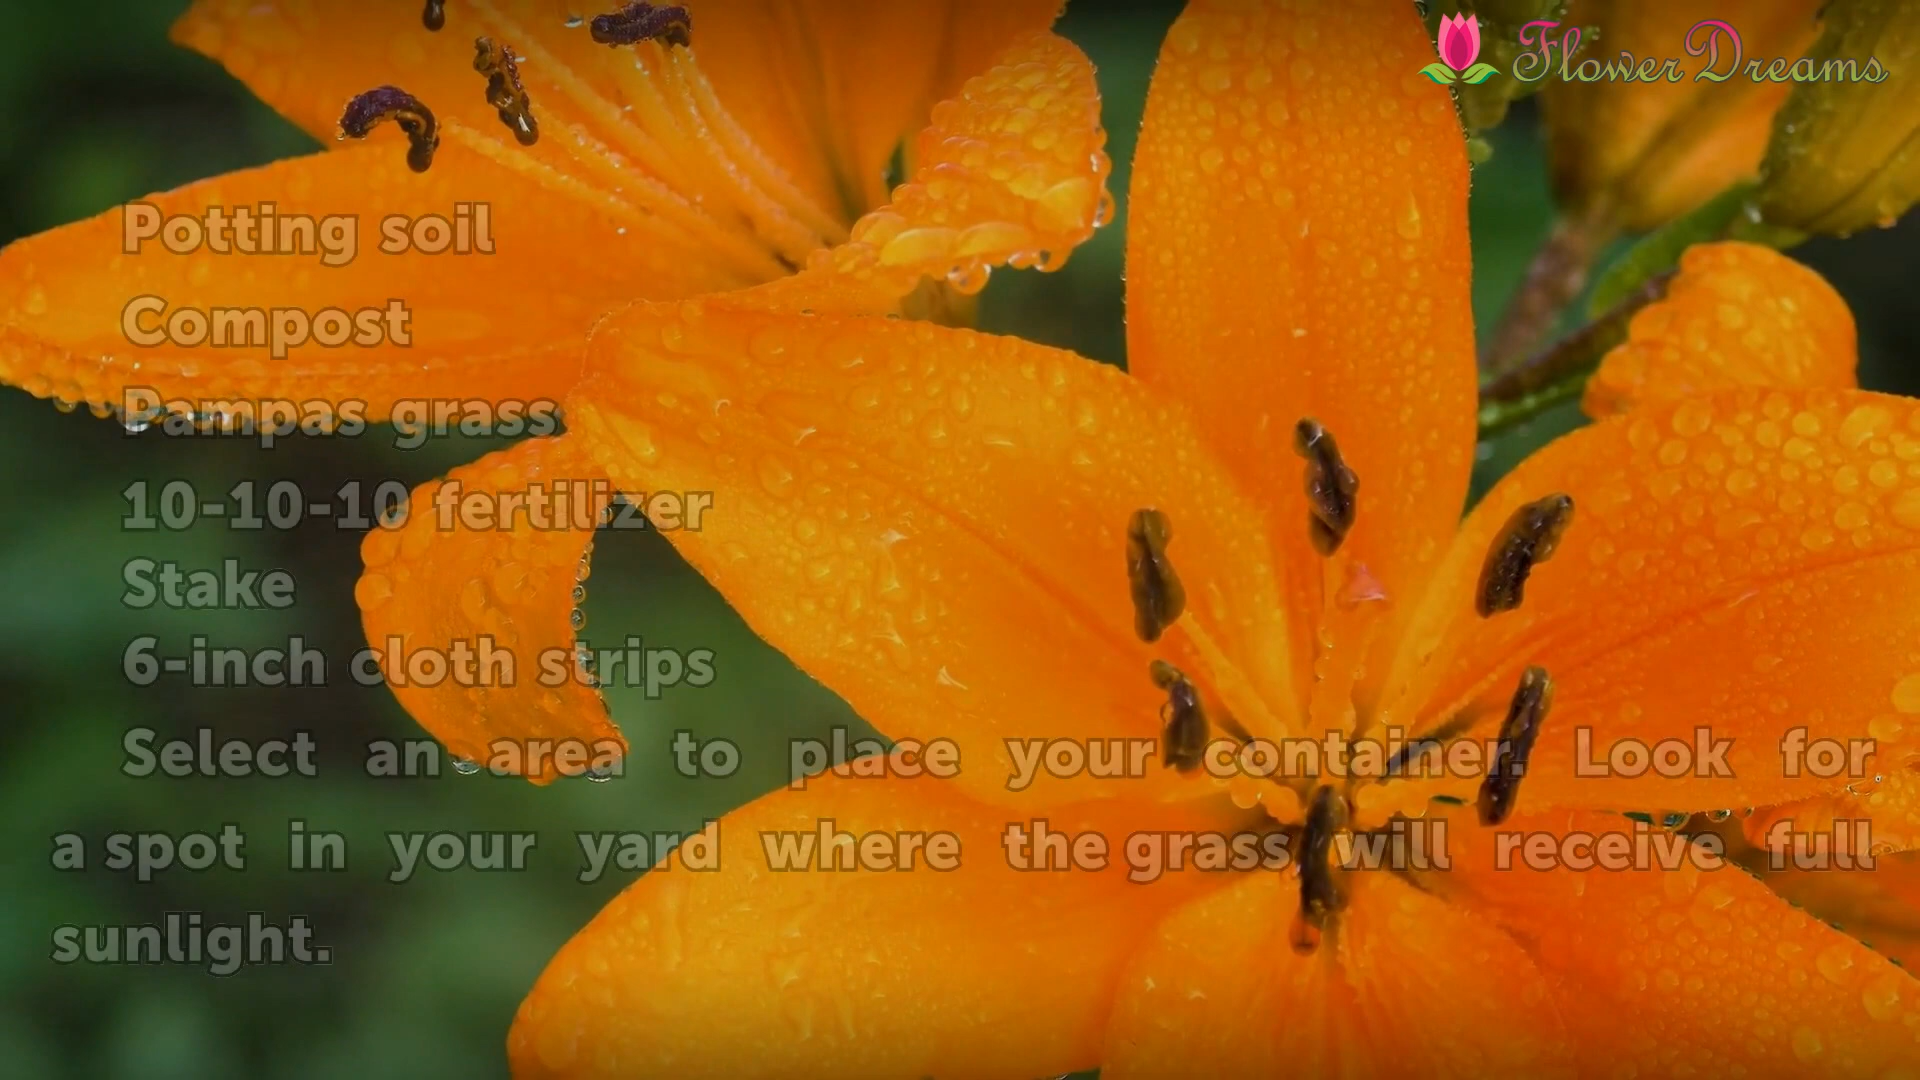 Flower Dreams
Potting soil
Compost
Pampas grass
10-10-10 fertilizer
Stake
6-inch cloth strips
Select an area to place your container. Look for
a spot in your yard where the grass will receive full
sunlight.